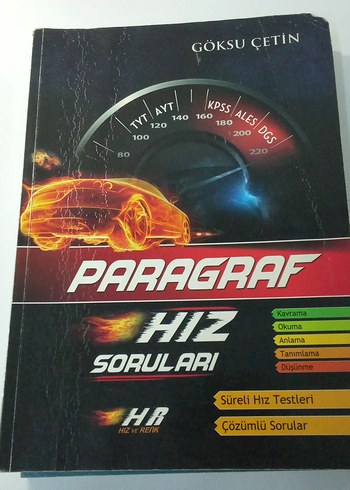 GÖKSU ÇETİN
TYT AYT KPSS ALES DGS
80 100 120 140 160 180 200 220
PARAGRAF
HIZ
SORULARI
Kavrama
Okuma
Anlama
Tanımlama
Düşünme
Süreli Hız Testleri
Çözümlü Sorular
HR
HIZ VE RENK